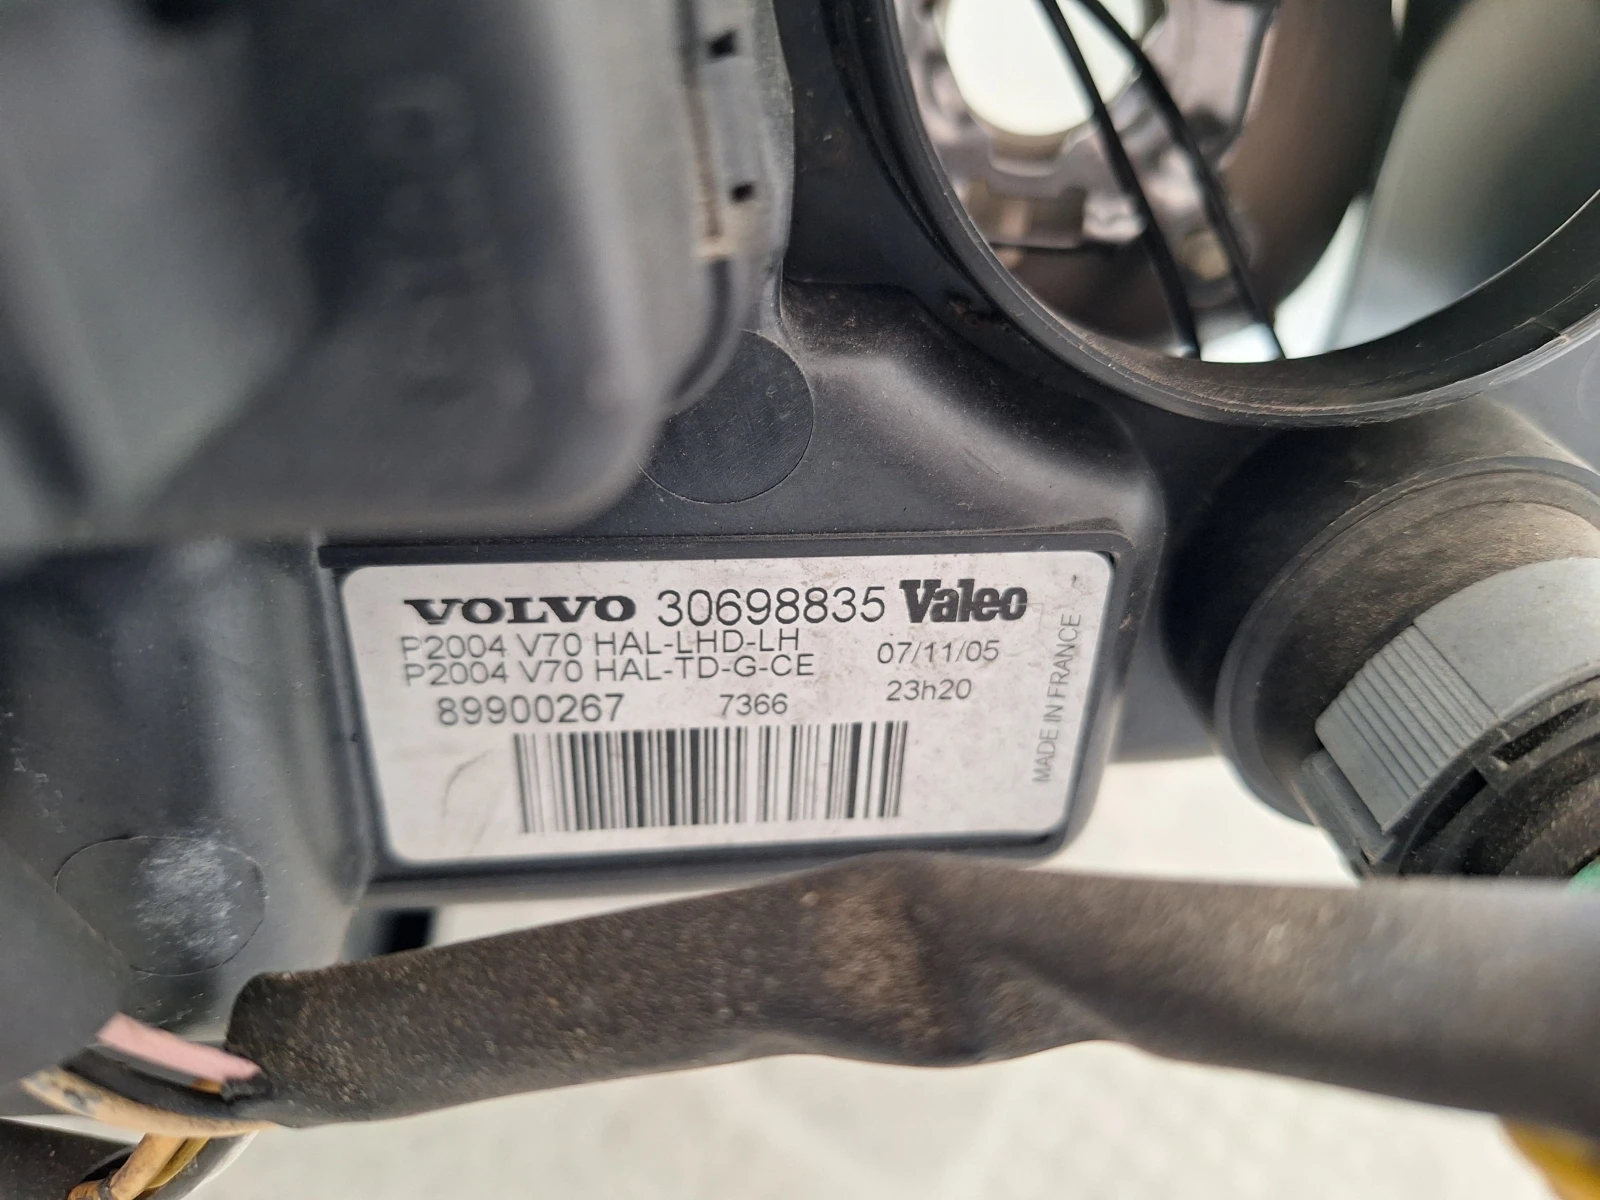 VOLVO 30698835 Valeo
P2004 V70 HAL-LHD-LH
P2004 V70 HAL-TD-G-CE
07/11/05
89900267 7366 23h20
MADE IN FRANCE